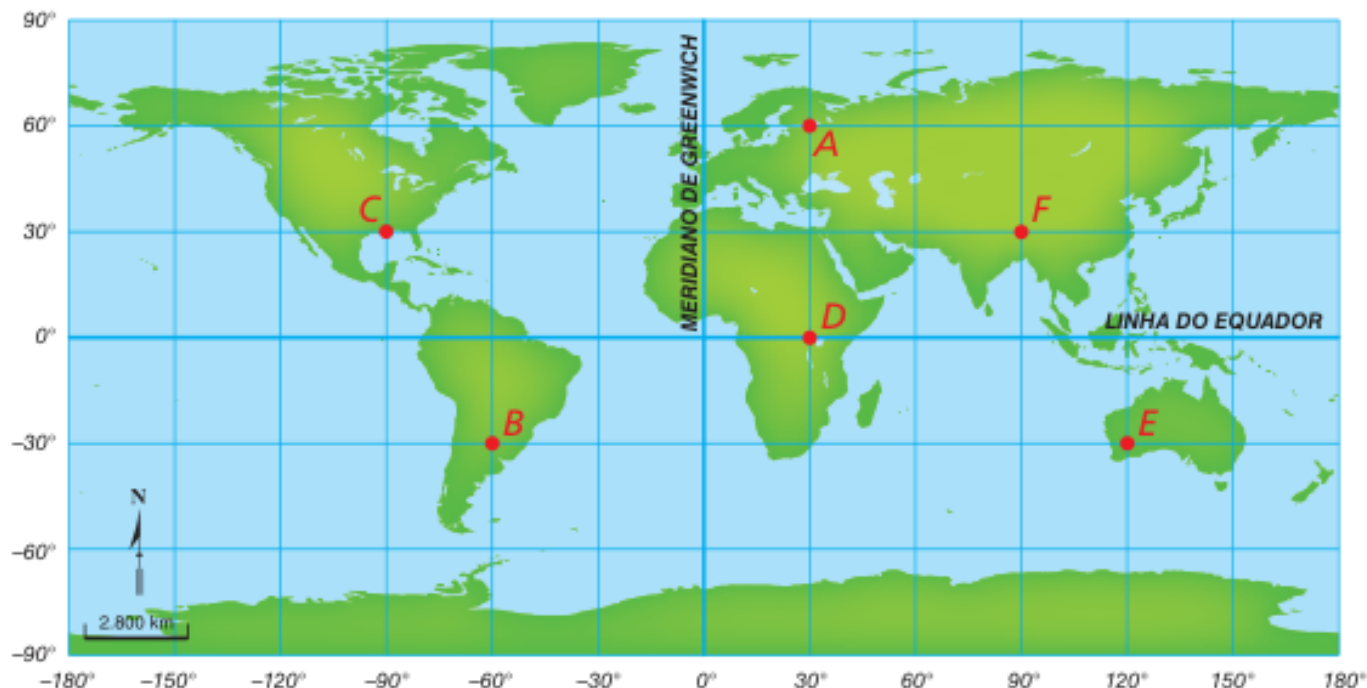 90°
60°
30°
0°
–30°
–60°
–90°
MERIDIANO DE GREENWICH
A
C
F
D
LINHA DO EQUADOR
B
E
N
2.800 km
–180° –150° –120° –90° –60° –30° 0° 30° 60° 90° 120° 150° 180°